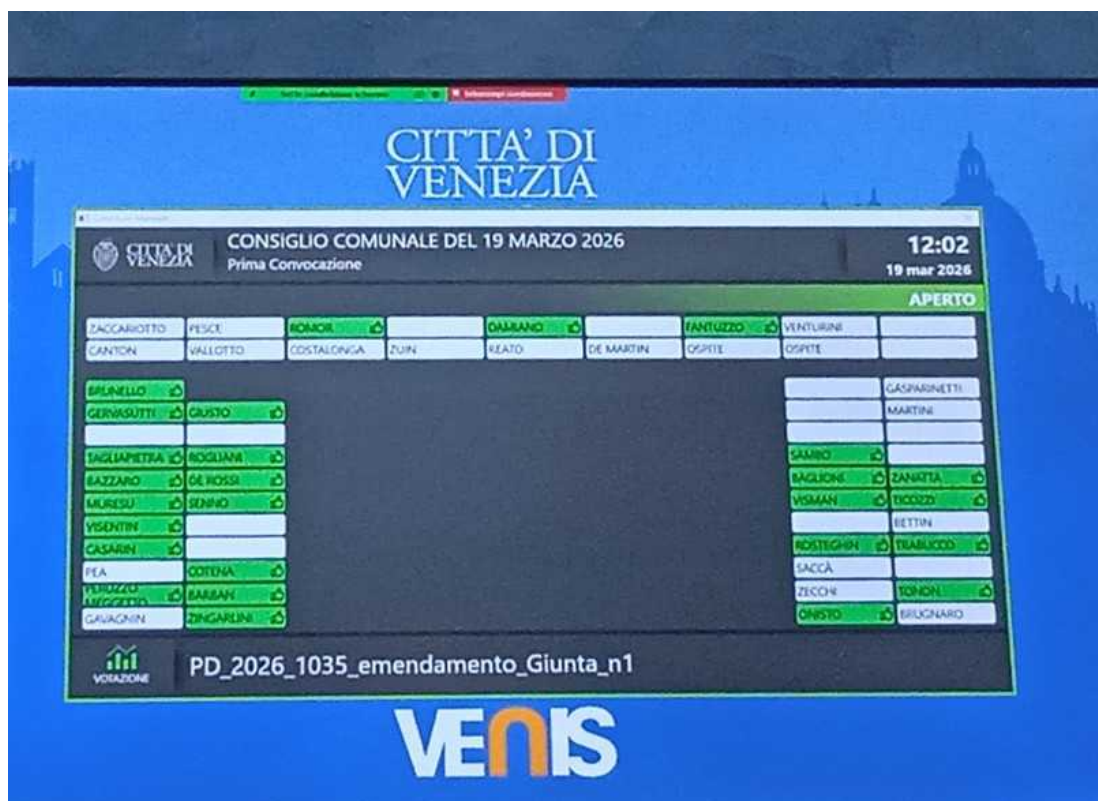 CITTA' DI
VENEZIA
CITTA' DI
VENEZIA
CONSIGLIO COMUNALE DEL 19 MARZO 2026
Prima Convocazione
12:02
19 mar 2026
APERTO
ZACCARIOTTO PESCE ROMOR DAMIANO FANTUZZO VENTURINI
CANTON VALLOTTO COSTALONGA ZUIN REATO DE MARTIN OSPITE OSPITE
BRUNELLO GASPARINETTI
GERVASUTTI GIUSTO MARTINI
TAGLIAPIETRA ROGLIANI SAMBO
BAZZARO DE ROSSI BAGLIONI ZANATTA
MURESU SENNO VISMAN TICOZZI
VISENTIN BETTIN
CASARIN ROSTEGHIN TRABUCCO
PEA COTENA SACCÀ
PERUZZO
MEGGETTO BARBAN ZECCHI TONON
GAVAGNIN ZINGARLINI ONISTO BRUGNARO
VOTAZIONE
PD_2026_1035_emendamento_Giunta_n1
VENIS